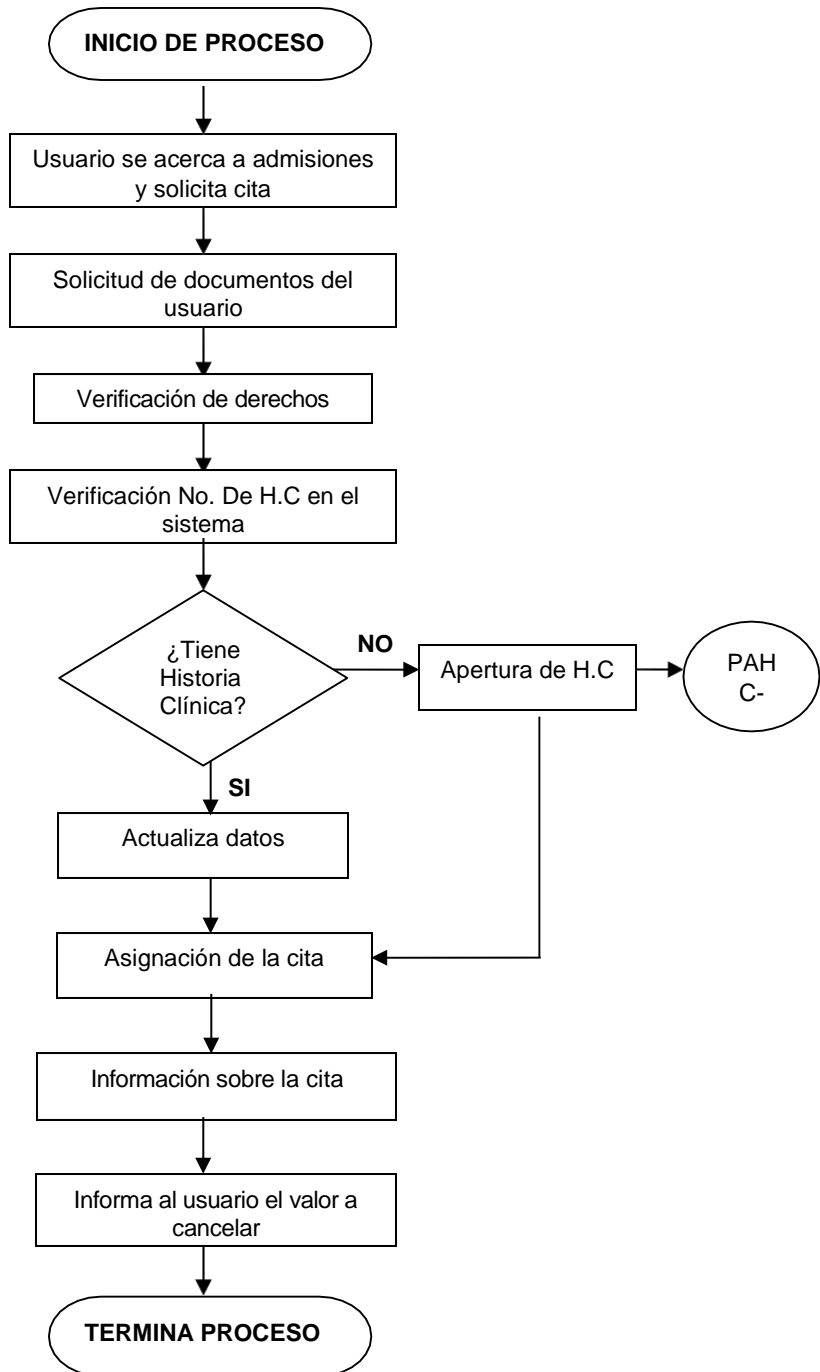 INICIO DE PROCESO
Usuario se acerca a admisiones
y solicita cita
Solicitud de documentos del
usuario
Verificación de derechos
Verificación No. De H.C en el
sistema
¿Tiene
Historia
Clínica?
NO
Apertura de H.C
PAH
C-
SI
Actualiza datos
Asignación de la cita
Información sobre la cita
Informa al usuario el valor a
cancelar
TERMINA PROCESO